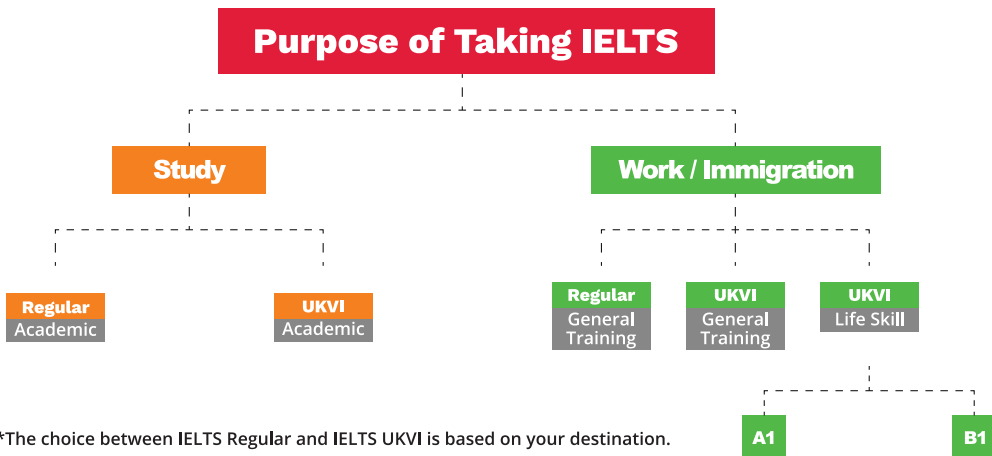 Purpose of Taking IELTS
Study
Work / Immigration
Regular
Academic
UKVI
Academic
Regular
General
Training
UKVI
General
Training
UKVI
Life Skill
A1
B1
*The choice between IELTS Regular and IELTS UKVI is based on your destination.